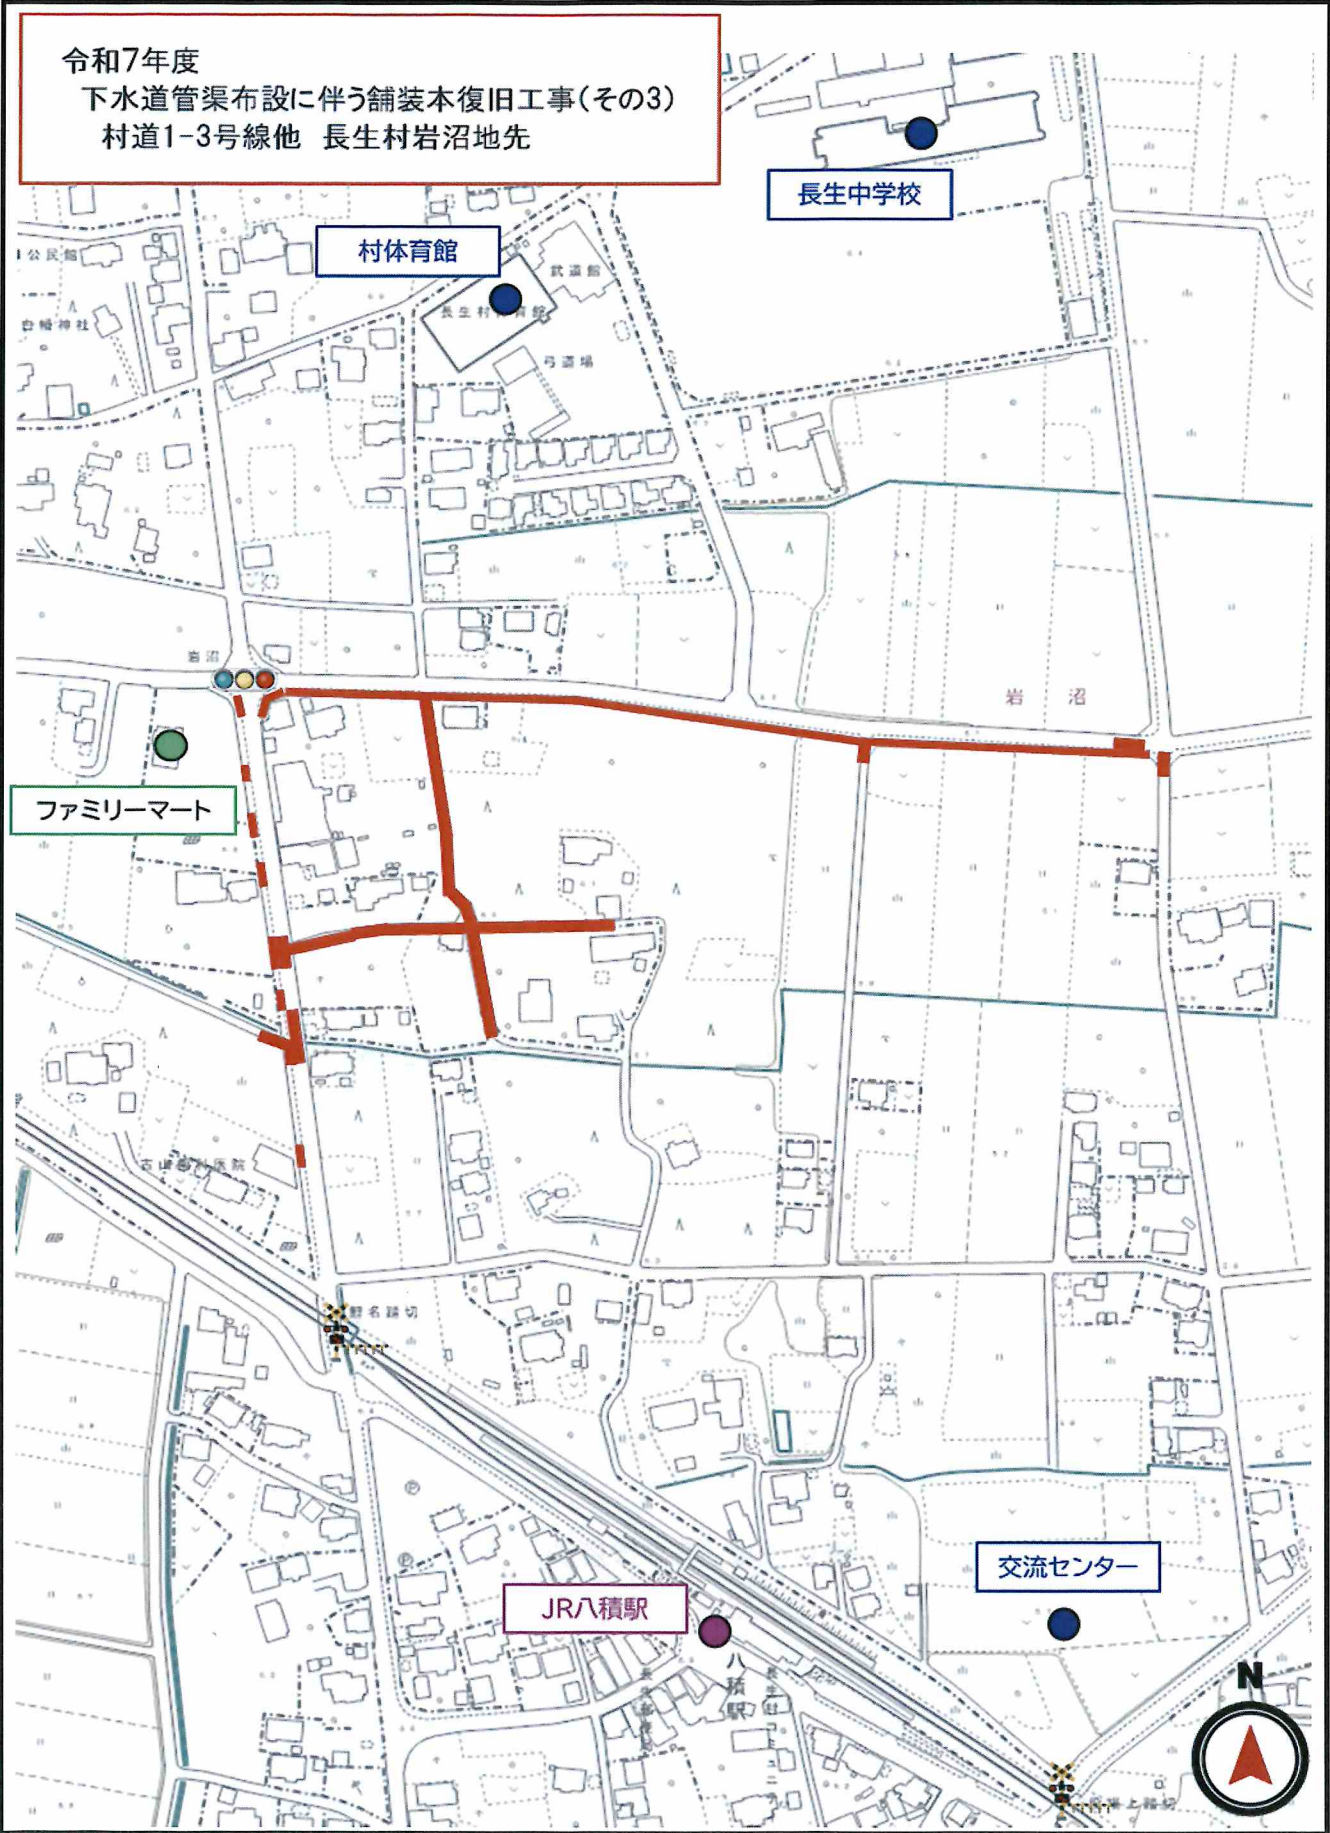 令和7年度
下水道管渠布設に伴う舗装本復旧工事(その3)
村道1-3号線他 長生村岩沼地先
長生中学校
村体育館
公民館
武道館
白幡神社
弓道場
岩沼
岩沼
ファミリーマート
交流センター
JR八積駅
八積駅
N